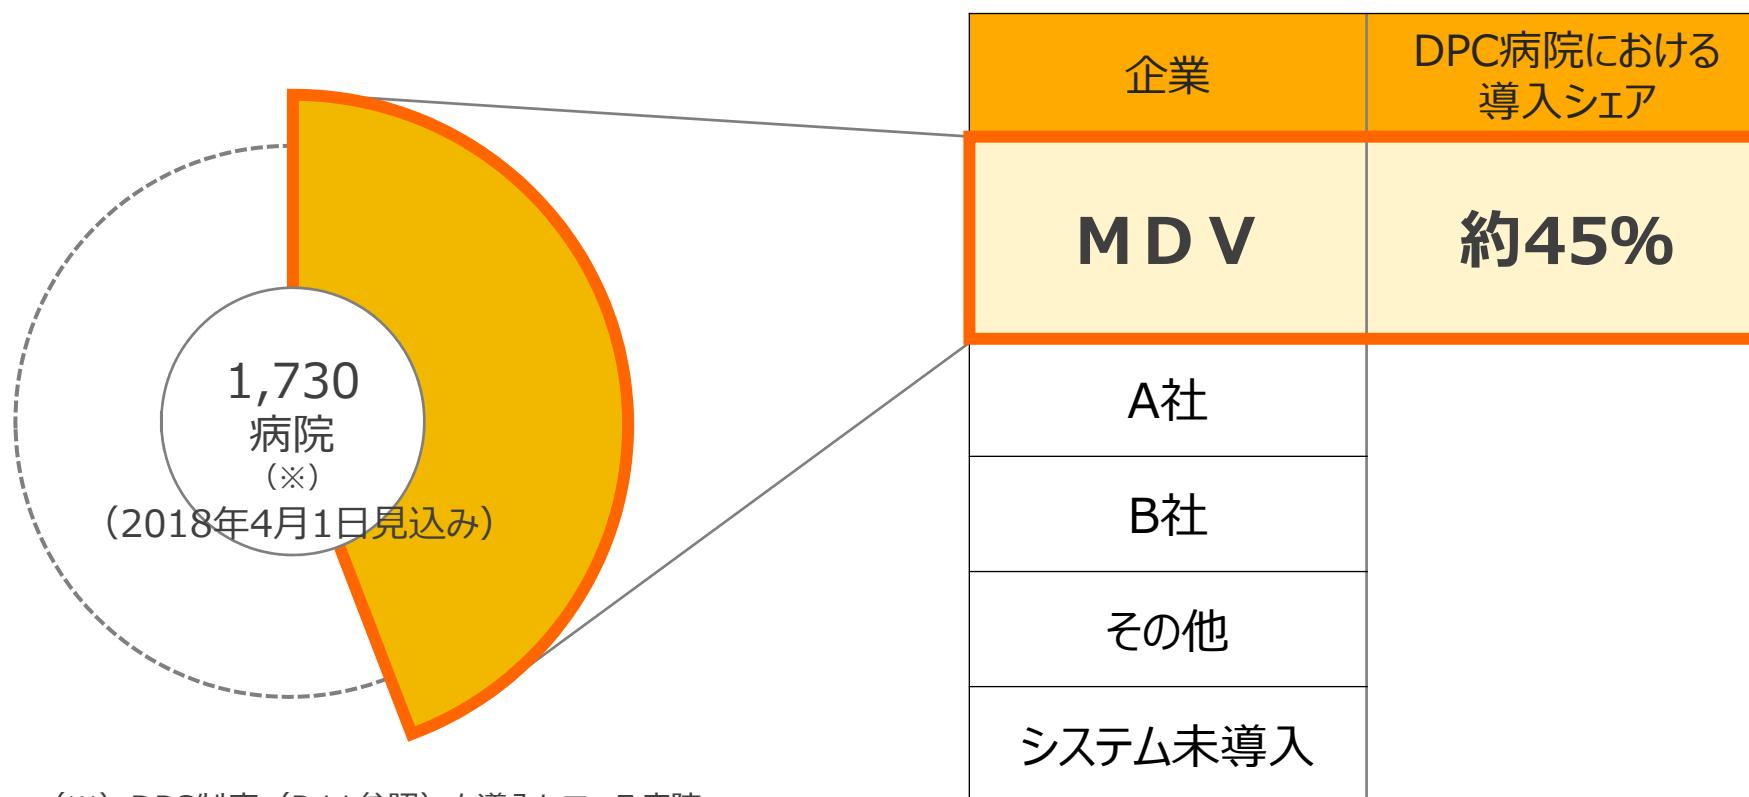 1,730
病院
（※）
（2018年4月1日見込み）
企業
DPC病院における
導入シェア
ＭＤＶ
約45%
A社
B社
その他
システム未導入